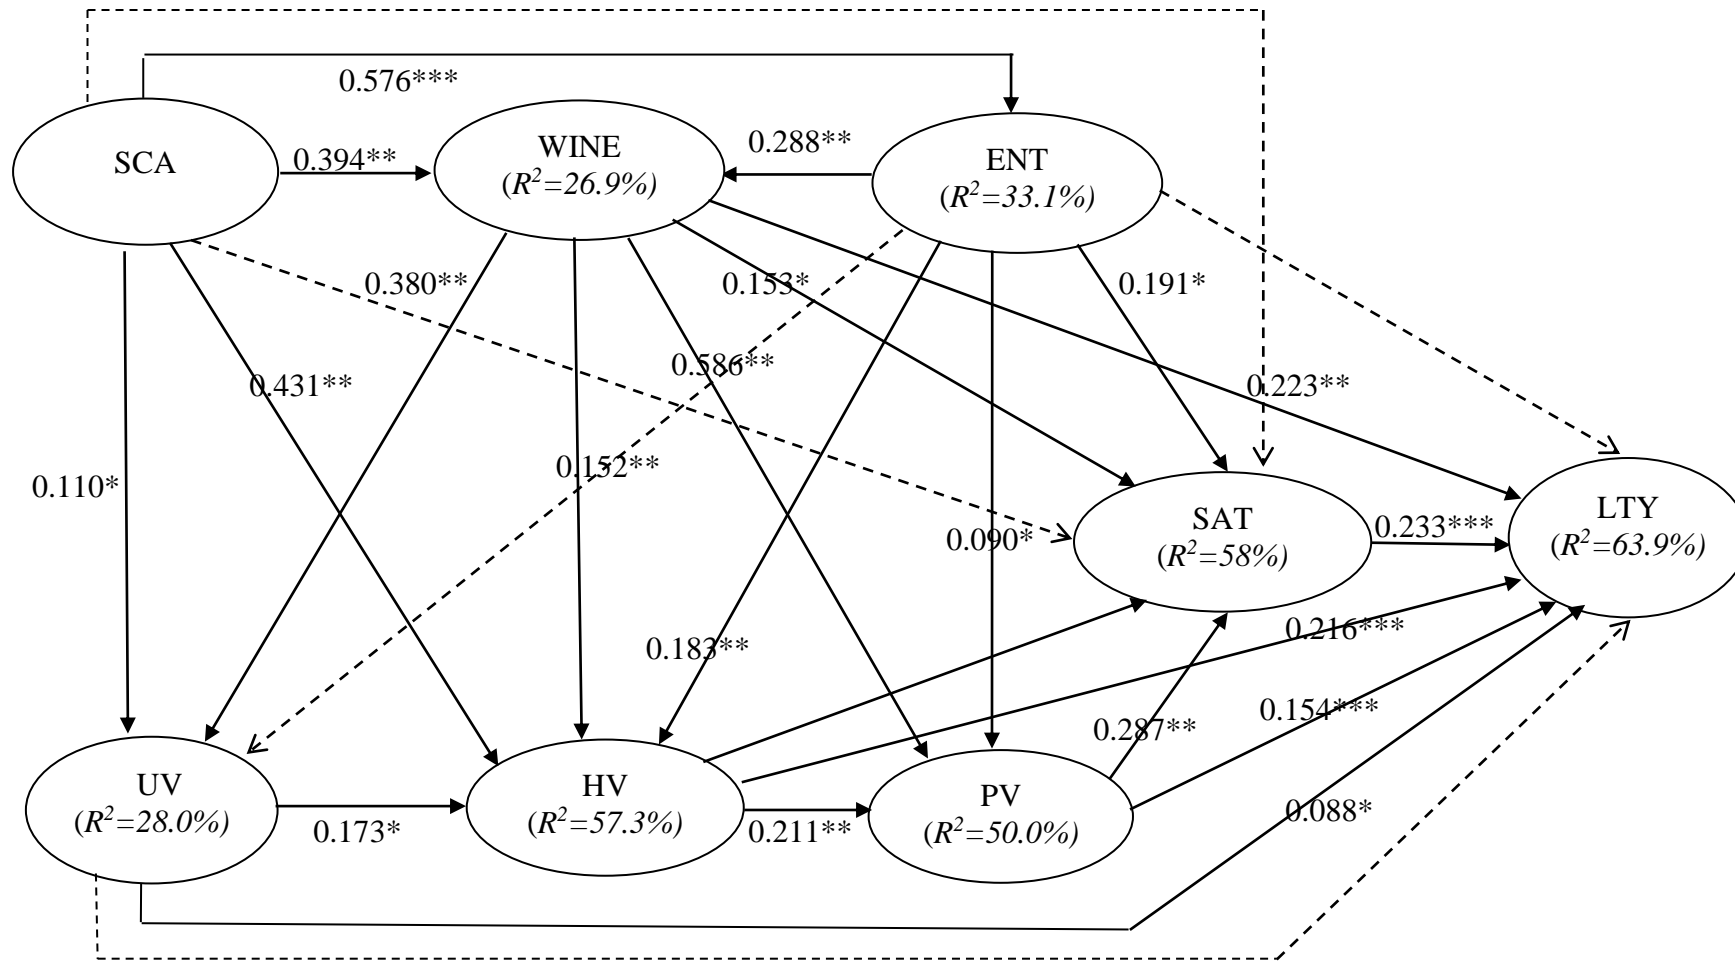 0.576***
SCA
0.394**
WINE
(R²=26.9%)
0.288**
ENT
(R²=33.1%)
0.380**
0.153*
0.191*
0.431**
0.586**
0.223**
0.110*
0.152**
0.090*
SAT
(R²=58%)
0.233***
LTY
(R²=63.9%)
0.183**
0.216***
0.287**
0.154***
UV
(R²=28.0%)
0.173*
HV
(R²=57.3%)
0.211**
PV
(R²=50.0%)
0.088*